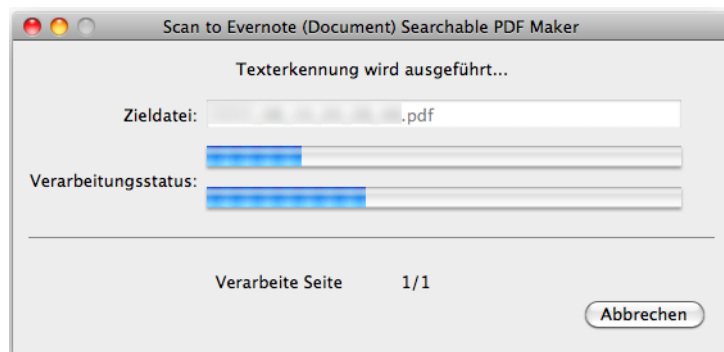 Scan to Evernote (Document) Searchable PDF Maker
Texterkennung wird ausgeführt...
Zieldatei: .pdf
Verarbeitungsstatus:
Verarbeite Seite 1/1
Abbrechen